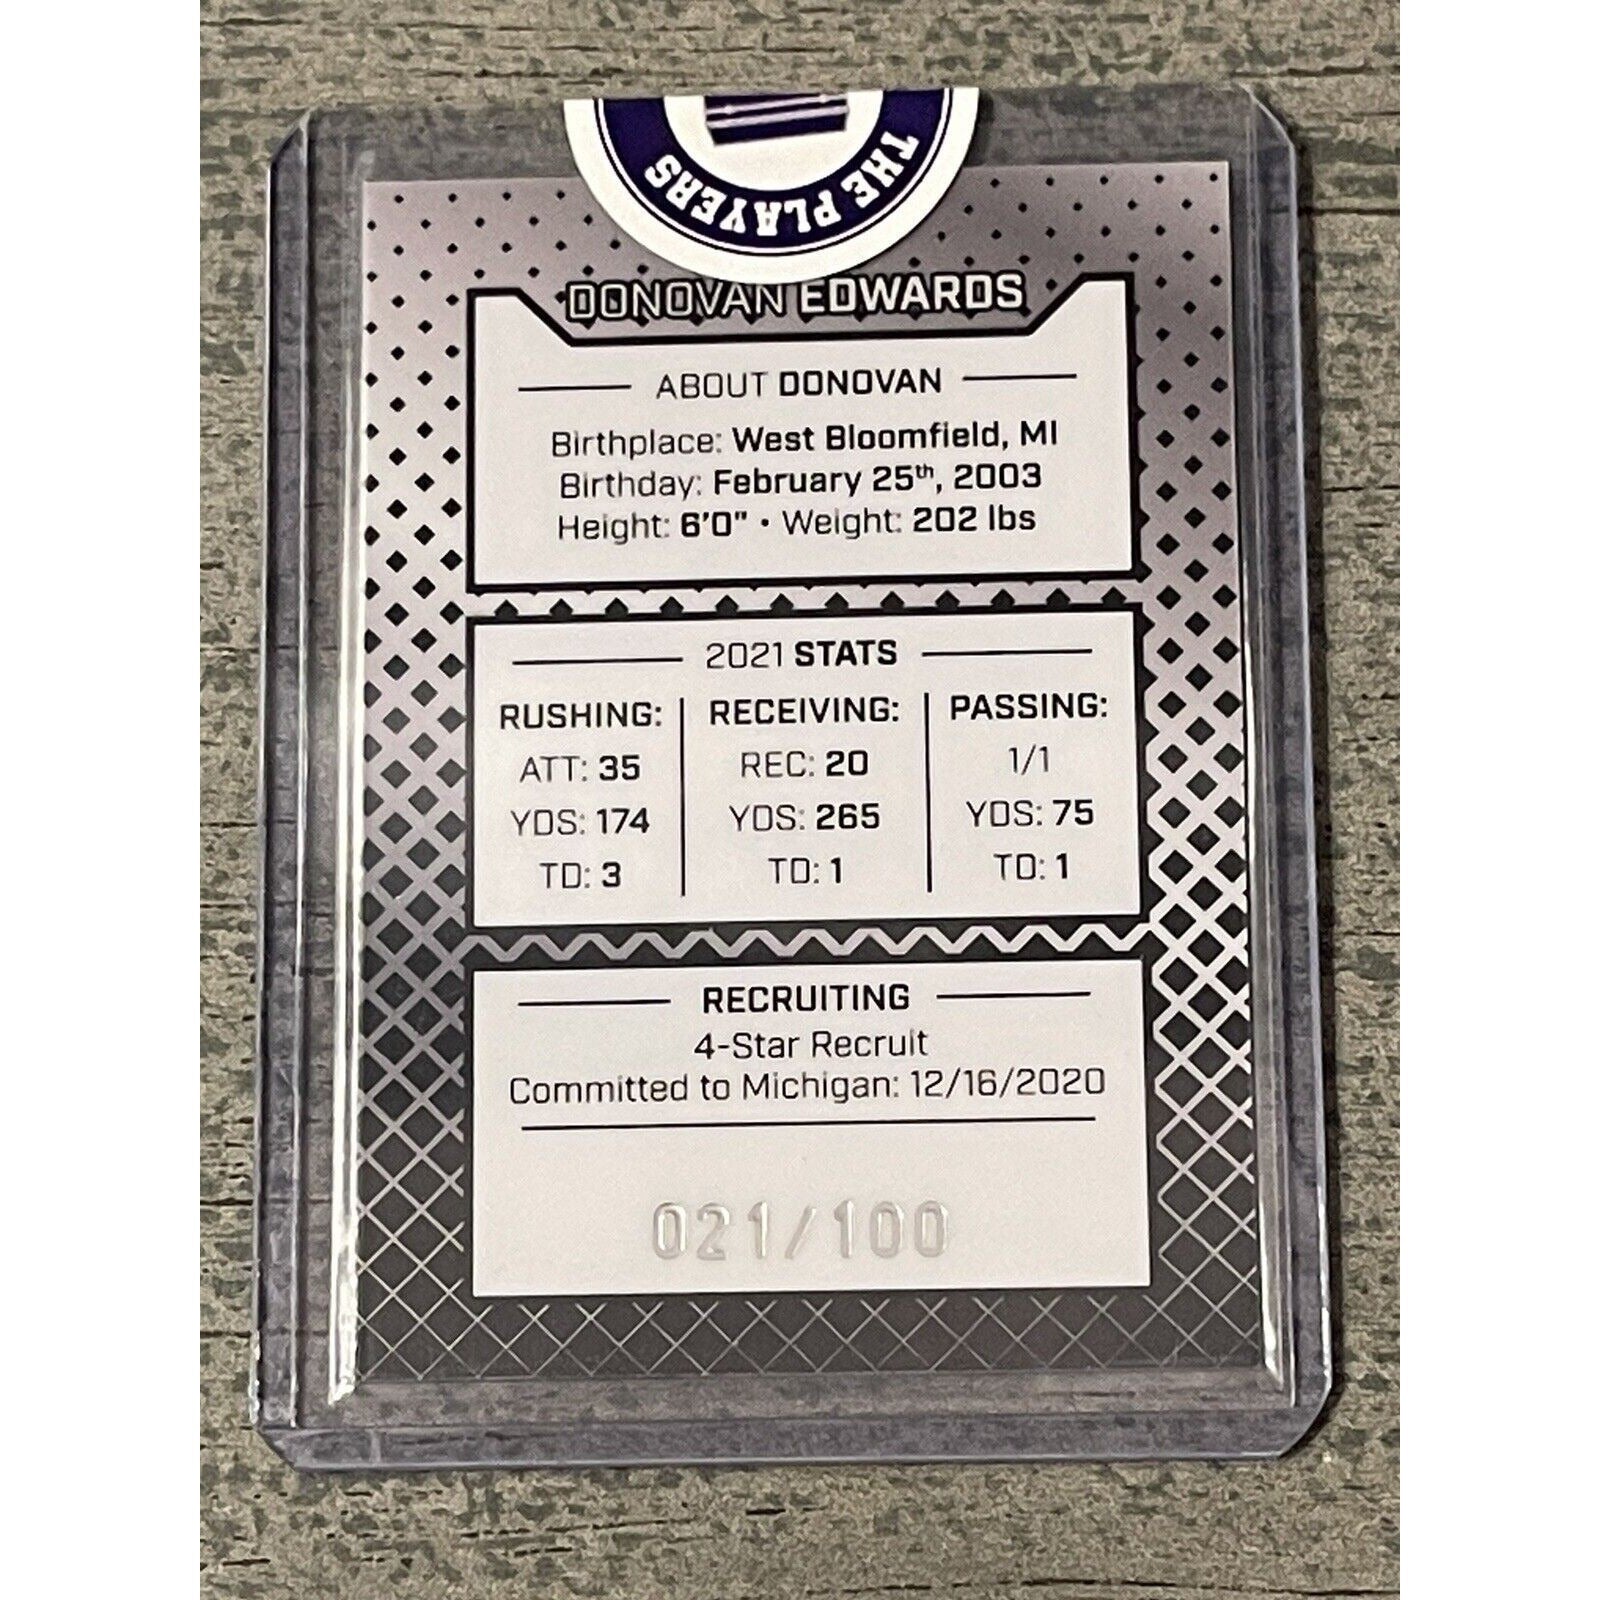 THE PLAYERS
DONOVAN EDWARDS
ABOUT DONOVAN
Birthplace: West Bloomfield, MI
Birthday: February 25th, 2003
Height: 6'0" • Weight: 202 lbs
2021 STATS
RUSHING:
ATT: 35
YDS: 174
TD: 3
RECEIVING:
REC: 20
YDS: 265
TD: 1
PASSING:
1/1
YDS: 75
TD: 1
RECRUITING
4-Star Recruit
Committed to Michigan: 12/16/2020
021/100